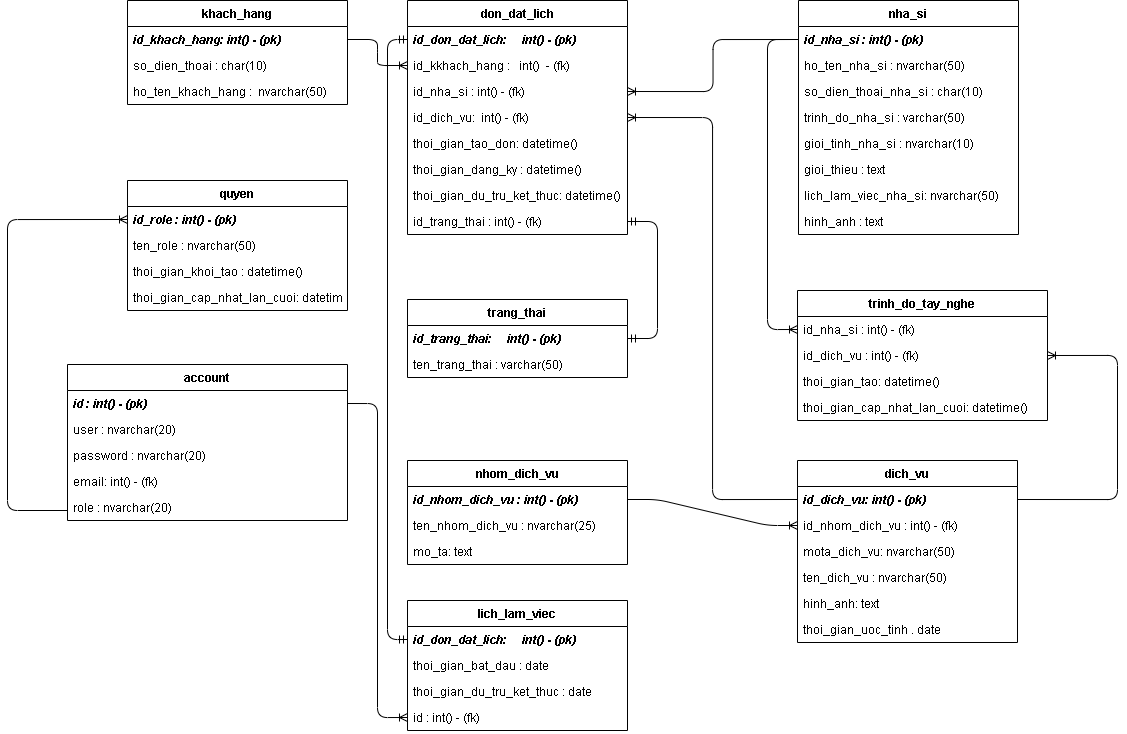 khach_hang
id_khach_hang: int() - (pk)
so_dien_thoai : char(10)
ho_ten_khach_hang :  nvarchar(50)
don_dat_lich
id_don_dat_lich:    int() - (pk)
id_kkhach_hang :   int()  - (fk)
id_nha_si : int() - (fk)
id_dich_vu:  int() - (fk)
thoi_gian_tao_don: datetime()
thoi_gian_dang_ky : datetime()
thoi_gian_du_tru_ket_thuc: datetime()
id_trang_thai : int() - (fk)
nha_si
id_nha_si : int() - (pk)
ho_ten_nha_si : nvarchar(50)
so_dien_thoai_nha_si : char(10)
trinh_do_nha_si : varchar(50)
gioi_tinh_nha_si : nvarchar(10)
gioi_thieu : text
lich_lam_viec_nha_si: nvarchar(50)
hinh_anh : text
quyen
id_role : int() - (pk)
ten_role : nvarchar(50)
thoi_gian_khoi_tao : datetime()
thoi_gian_cap_nhat_lan_cuoi: datetim
trang_thai
id_trang_thai:    int() - (pk)
ten_trang_thai : varchar(50)
trinh_do_tay_nghe
id_nha_si : int() - (fk)
id_dich_vu : int() - (fk)
thoi_gian_tao: datetime()
thoi_gian_cap_nhat_lan_cuoi: datetime()
account
id : int() - (pk)
user : nvarchar(20)
password : nvarchar(20)
email: int() - (fk)
role : nvarchar(20)
nhom_dich_vu
id_nhom_dich_vu : int() - (pk)
ten_nhom_dich_vu : nvarchar(25)
mo_ta: text
dich_vu
id_dich_vu: int() - (pk)
id_nhom_dich_vu : int() - (fk)
mota_dich_vu: nvarchar(50)
ten_dich_vu : nvarchar(50)
hinh_anh: text
thoi_gian_uoc_tinh . date
lich_lam_viec
id_don_dat_lich:    int() - (pk)
thoi_gian_bat_dau : date
thoi_gian_du_tru_ket_thuc : date
id : int() - (fk)